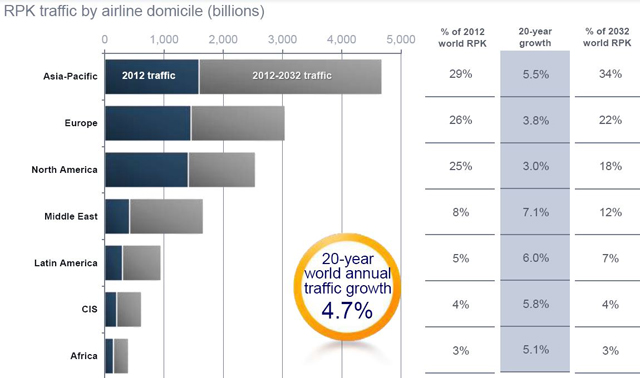 RPK traffic by airline domicile (billions)
0 1,000 2,000 3,000 4,000 5,000
% of 2012 world RPK
20-year growth
% of 2032 world RPK
Asia-Pacific 2012 traffic 2012-2032 traffic 29% 5.5% 34%
Europe 26% 3.8% 22%
North America 25% 3.0% 18%
Middle East 8% 7.1% 12%
Latin America 5% 6.0% 7%
CIS 4% 5.8% 4%
Africa 3% 5.1% 3%
20-year
world annual
traffic growth
4.7%